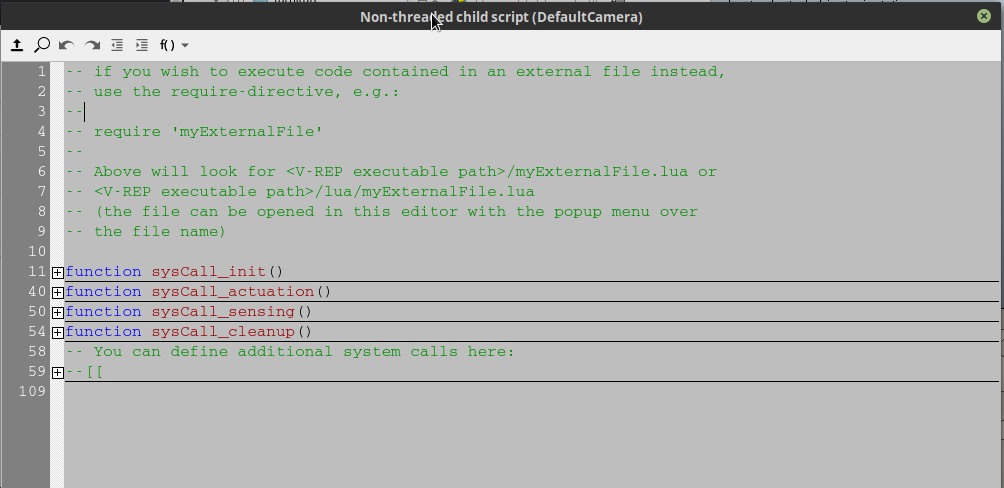 Non-threaded child script (DefaultCamera)
f()
1 -- if you wish to execute code contained in an external file instead,
2 -- use the require-directive, e.g.:
3 --
4 -- require 'myExternalFile'
5 --
6 -- Above will look for <V-REP executable path>/myExternalFile.lua or
7 -- <V-REP executable path>/lua/myExternalFile.lua
8 -- (the file can be opened in this editor with the popup menu over
9 -- the file name)
10
11 function sysCall_init()
40 function sysCall_actuation()
50 function sysCall_sensing()
54 function sysCall_cleanup()
58 -- You can define additional system calls here:
59 --[[
109